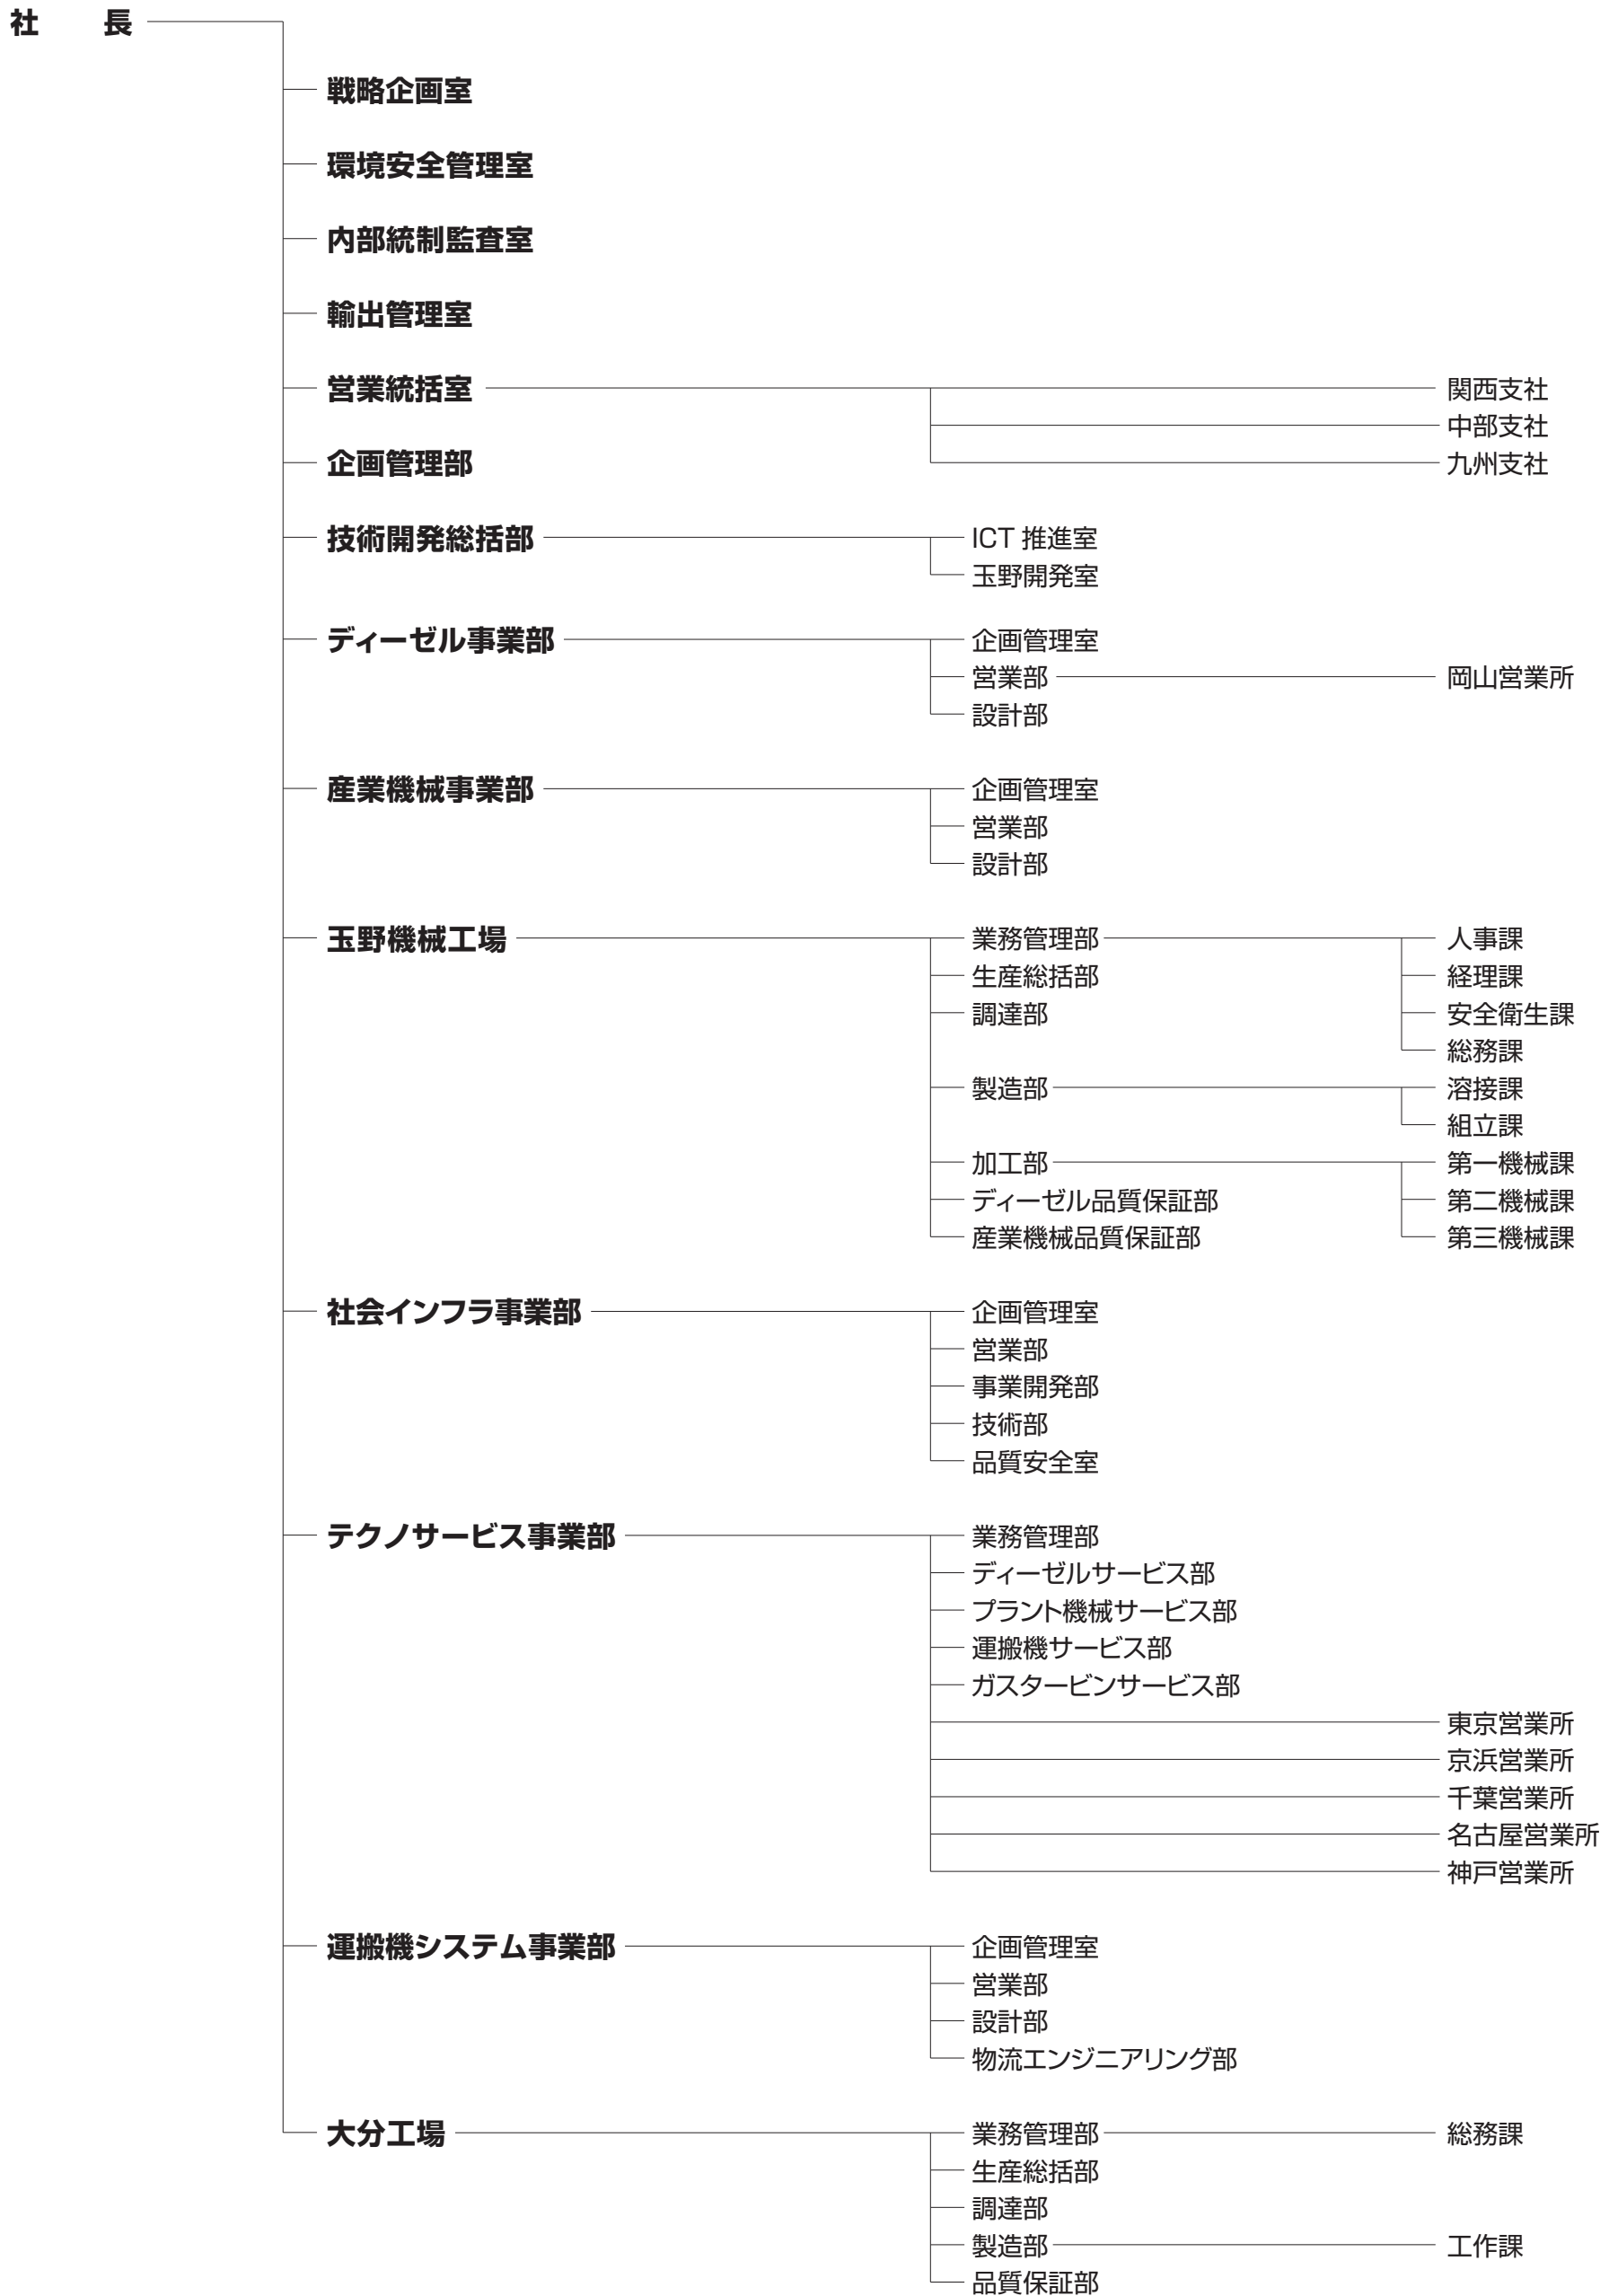 社　　長
戦略企画室
環境安全管理室
内部統制監査室
輸出管理室
営業統括室　関西支社
中部支社
企画管理部　九州支社
技術開発総括部　ICT 推進室
玉野開発室
ディーゼル事業部　企画管理室
営業部　岡山営業所
設計部
産業機械事業部　企画管理室
営業部
設計部
玉野機械工場　業務管理部　人事課
生産総括部　経理課
調達部　安全衛生課
総務課
製造部　溶接課
組立課
加工部　第一機械課
ディーゼル品質保証部　第二機械課
産業機械品質保証部　第三機械課
社会インフラ事業部　企画管理室
営業部
事業開発部
技術部
品質安全室
テクノサービス事業部　業務管理部
ディーゼルサービス部
プラント機械サービス部
運搬機サービス部
ガスタービンサービス部
東京営業所
京浜営業所
千葉営業所
名古屋営業所
神戸営業所
運搬機システム事業部　企画管理室
営業部
設計部
物流エンジニアリング部
大分工場　業務管理部　総務課
生産総括部
調達部
製造部　工作課
品質保証部